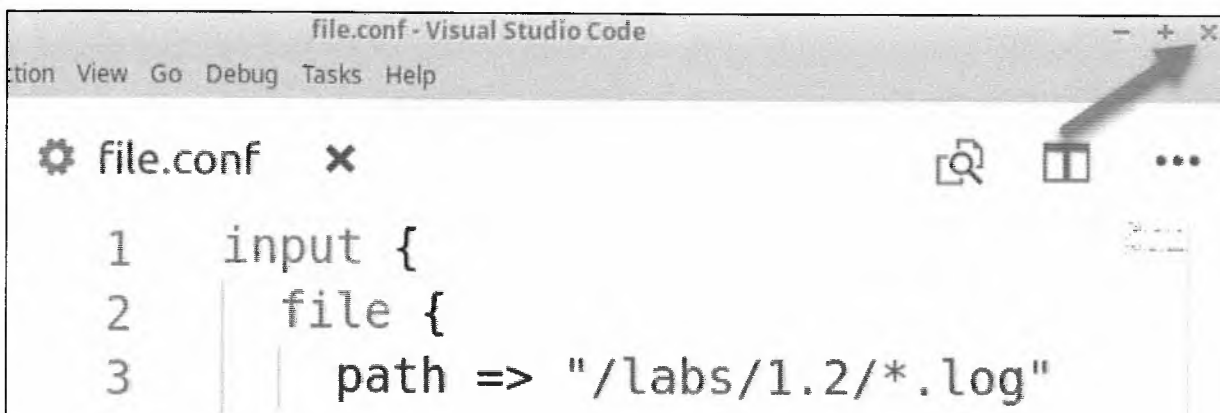 file.conf - Visual Studio Code
tion View Go Debug Tasks Help
file.conf
1 input {
2 file {
3 path => "/labs/1.2/*.log"